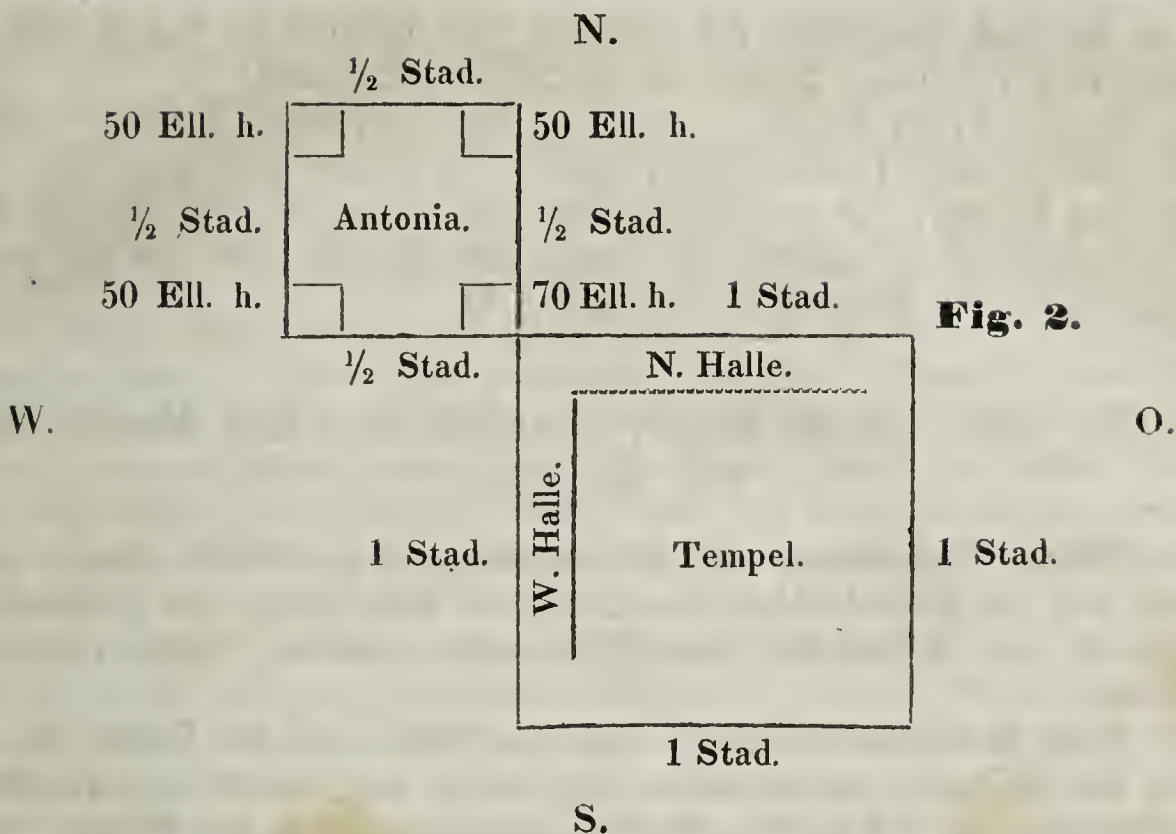 N.
½ Stad.
50 Ell. h. 50 Ell. h.
½ Stad. Antonia. ½ Stad.
50 Ell. h. 70 Ell. h. 1 Stad.
Fig. 2.
½ Stad. N. Halle.
W. O.
W. Halle.
1 Stad. Tempel. 1 Stad.
1 Stad.
S.